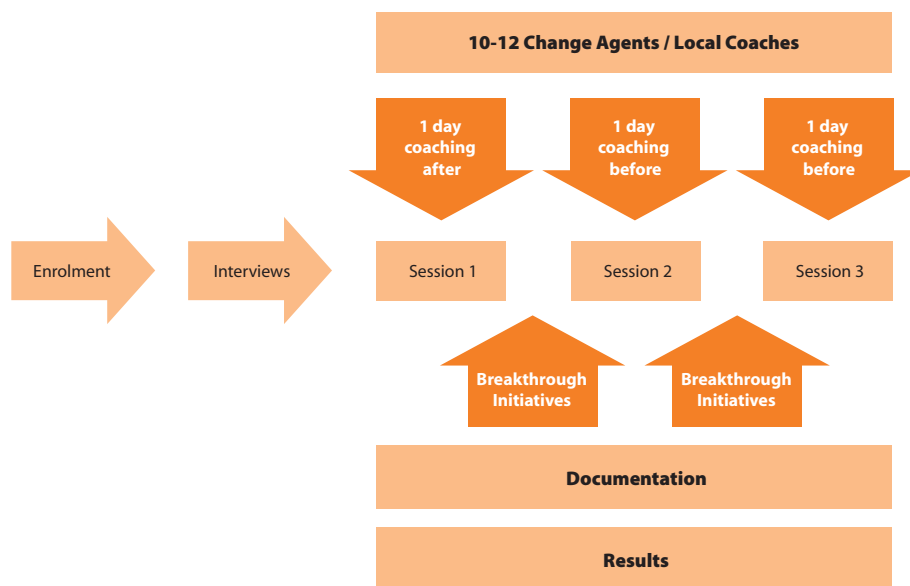 10-12 Change Agents / Local Coaches
1 day
coaching
after
1 day
coaching
before
1 day
coaching
before
Enrolment
Interviews
Session 1
Session 2
Session 3
Breakthrough
Initiatives
Breakthrough
Initiatives
Documentation
Results